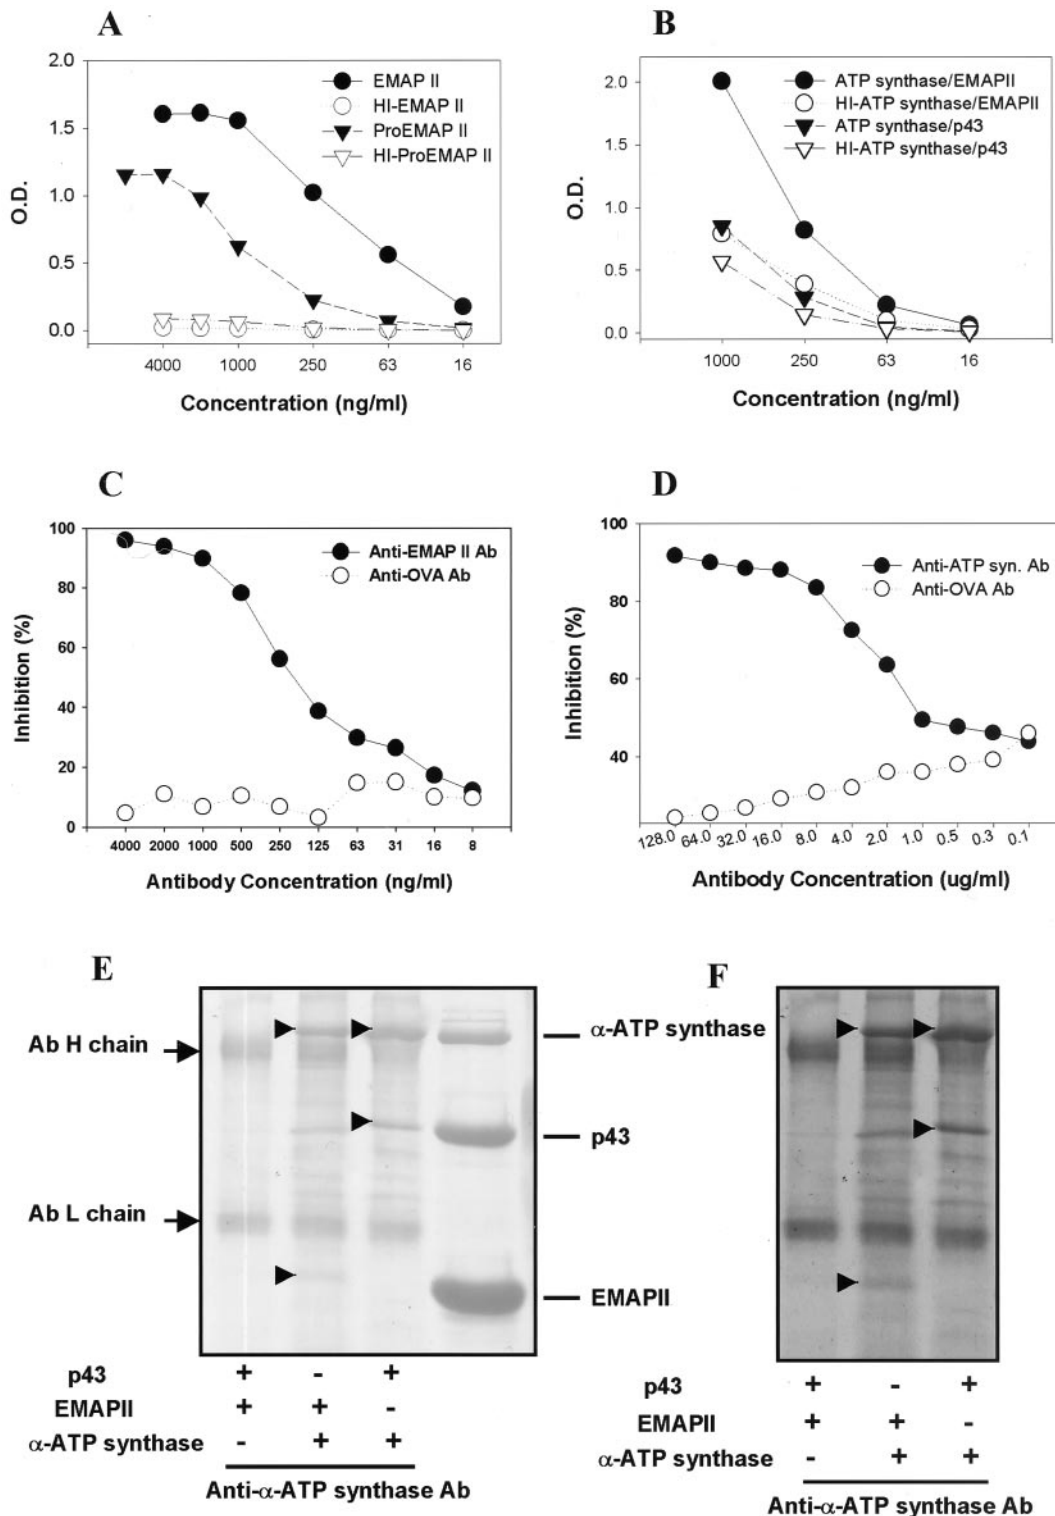 A
2.0
1.5
1.0
0.5
0.0
O.D.
EMAP II
HI-EMAP II
ProEMAP II
HI-ProEMAP II
4000 1000 250 63 16
Concentration (ng/ml)
B
2.0
1.0
0.0
O.D.
ATP synthase/EMAPII
HI-ATP synthase/EMAPII
ATP synthase/p43
HI-ATP synthase/p43
1000 250 63 16
Concentration (ng/ml)
C
100
80
60
40
20
0
Inhibition (%)
Anti-EMAP II Ab
Anti-OVA Ab
4000 2000 1000 500 250 125 63 31 16 8
Antibody Concentration (ng/ml)
D
100
80
60
40
Inhibition (%)
Anti-ATP syn. Ab
Anti-OVA Ab
128.0 64.0 32.0 16.0 8.0 4.0 2.0 1.0 0.5 0.3 0.1
Antibody Concentration (ug/ml)
E
Ab H chain
Ab L chain
α-ATP synthase
p43
EMAPII
p43 + - +
EMAPII + + -
α-ATP synthase - + +
Anti-α-ATP synthase Ab
F
p43 + - +
EMAPII + + -
α-ATP synthase - + +
Anti-α-ATP synthase Ab